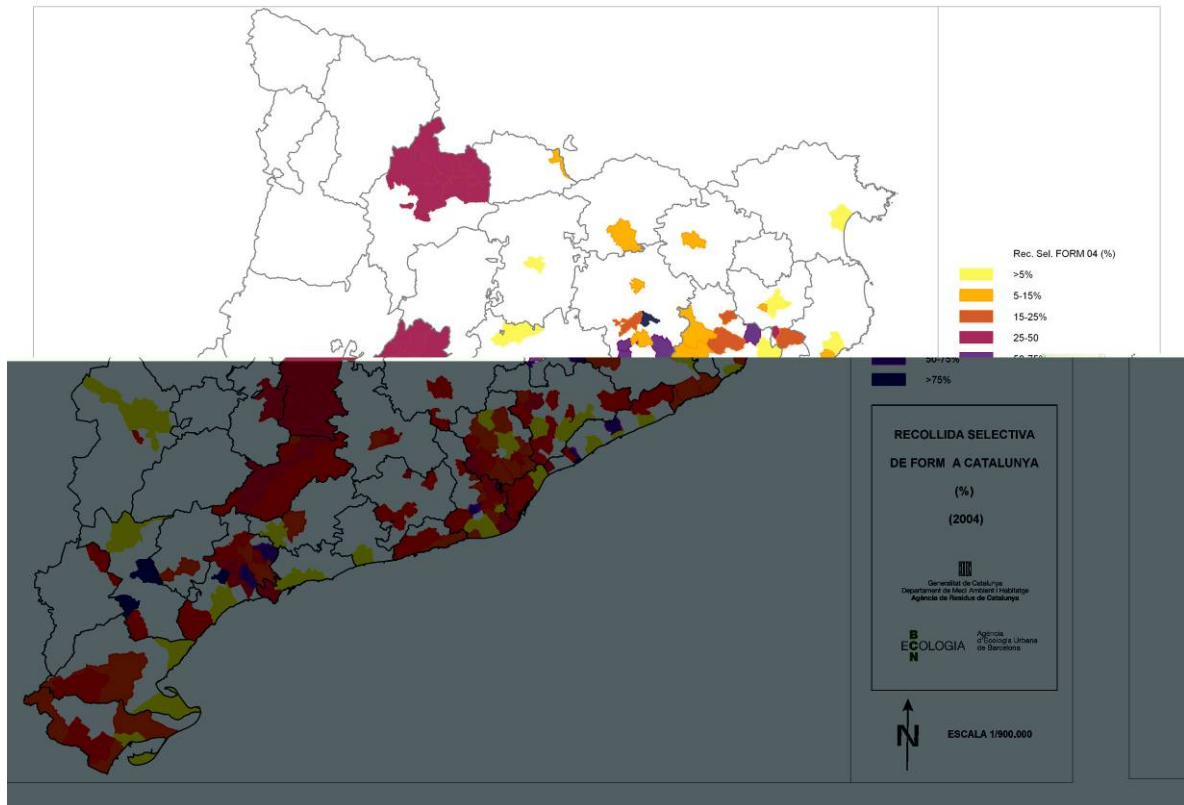 Rec. Sel. FORM 04 (%)
>5%
5-15%
15-25%
25-50
50-75%
>75%
RECOLLIDA SELECTIVA
DE FORM A CATALUNYA
(%)
(2004)
Generalitat de Catalunya
Departament de Medi Ambient i Habitatge
Agència de Residus de Catalunya
BCN
ECOLOGIA
Agència
d'Ecologia Urbana
de Barcelona
N
ESCALA 1/900.000